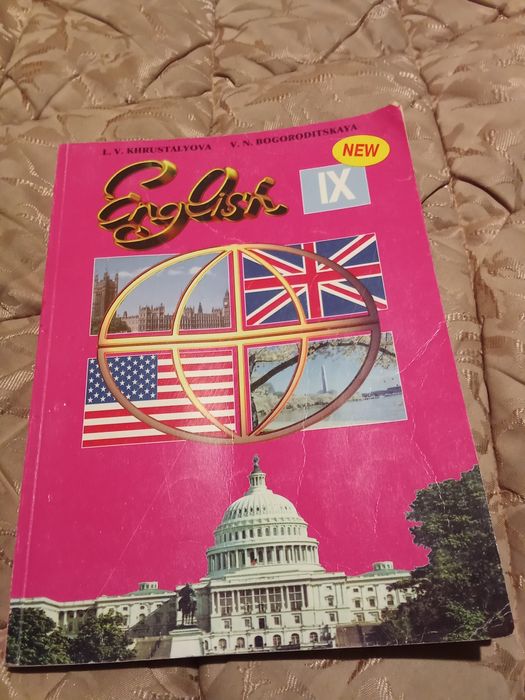 L. V. KHRUSTALYOVA V. N. BOGORODITSKAYA
NEW
English
IX